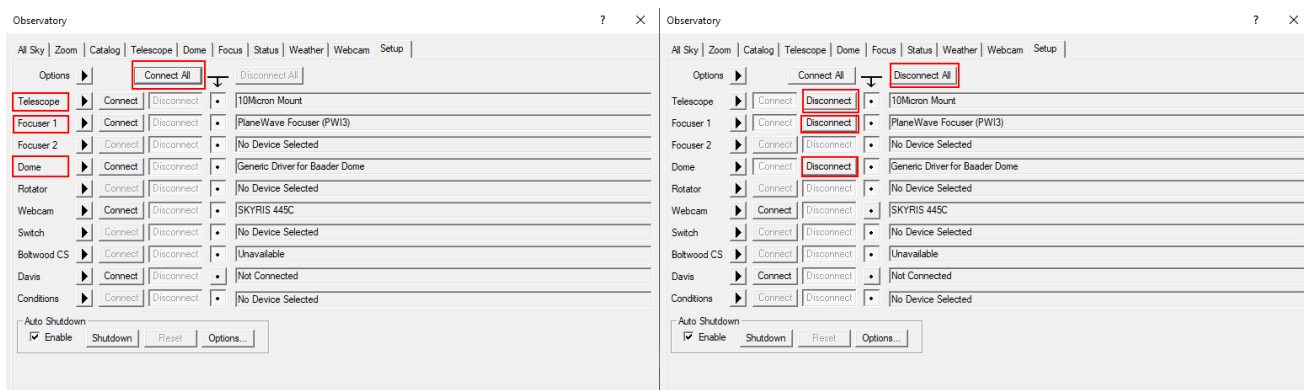 Observatory ? ×
All Sky Zoom Catalog Telescope Dome Focus Status Weather Webcam Setup
Options Connect All Disconnect All
Telescope Connect Disconnect 10Micron Mount
Focuser 1 Connect Disconnect PlaneWave Focuser (PWI3)
Focuser 2 Connect Disconnect No Device Selected
Dome Connect Disconnect Generic Driver for Baader Dome
Rotator Connect Disconnect No Device Selected
Webcam Connect Disconnect SKYRIS 445C
Switch Connect Disconnect No Device Selected
Boltwood CS Connect Disconnect Unavailable
Davis Connect Disconnect Not Connected
Conditions Connect Disconnect No Device Selected
Auto Shutdown
Enable Shutdown Reset Options...
Observatory ? ×
All Sky Zoom Catalog Telescope Dome Focus Status Weather Webcam Setup
Options Connect All Disconnect All
Telescope Connect Disconnect 10Micron Mount
Focuser 1 Connect Disconnect PlaneWave Focuser (PWI3)
Focuser 2 Connect Disconnect No Device Selected
Dome Connect Disconnect Generic Driver for Baader Dome
Rotator Connect Disconnect No Device Selected
Webcam Connect Disconnect SKYRIS 445C
Switch Connect Disconnect No Device Selected
Boltwood CS Connect Disconnect Unavailable
Davis Connect Disconnect Not Connected
Conditions Connect Disconnect No Device Selected
Auto Shutdown
Enable Shutdown Reset Options...